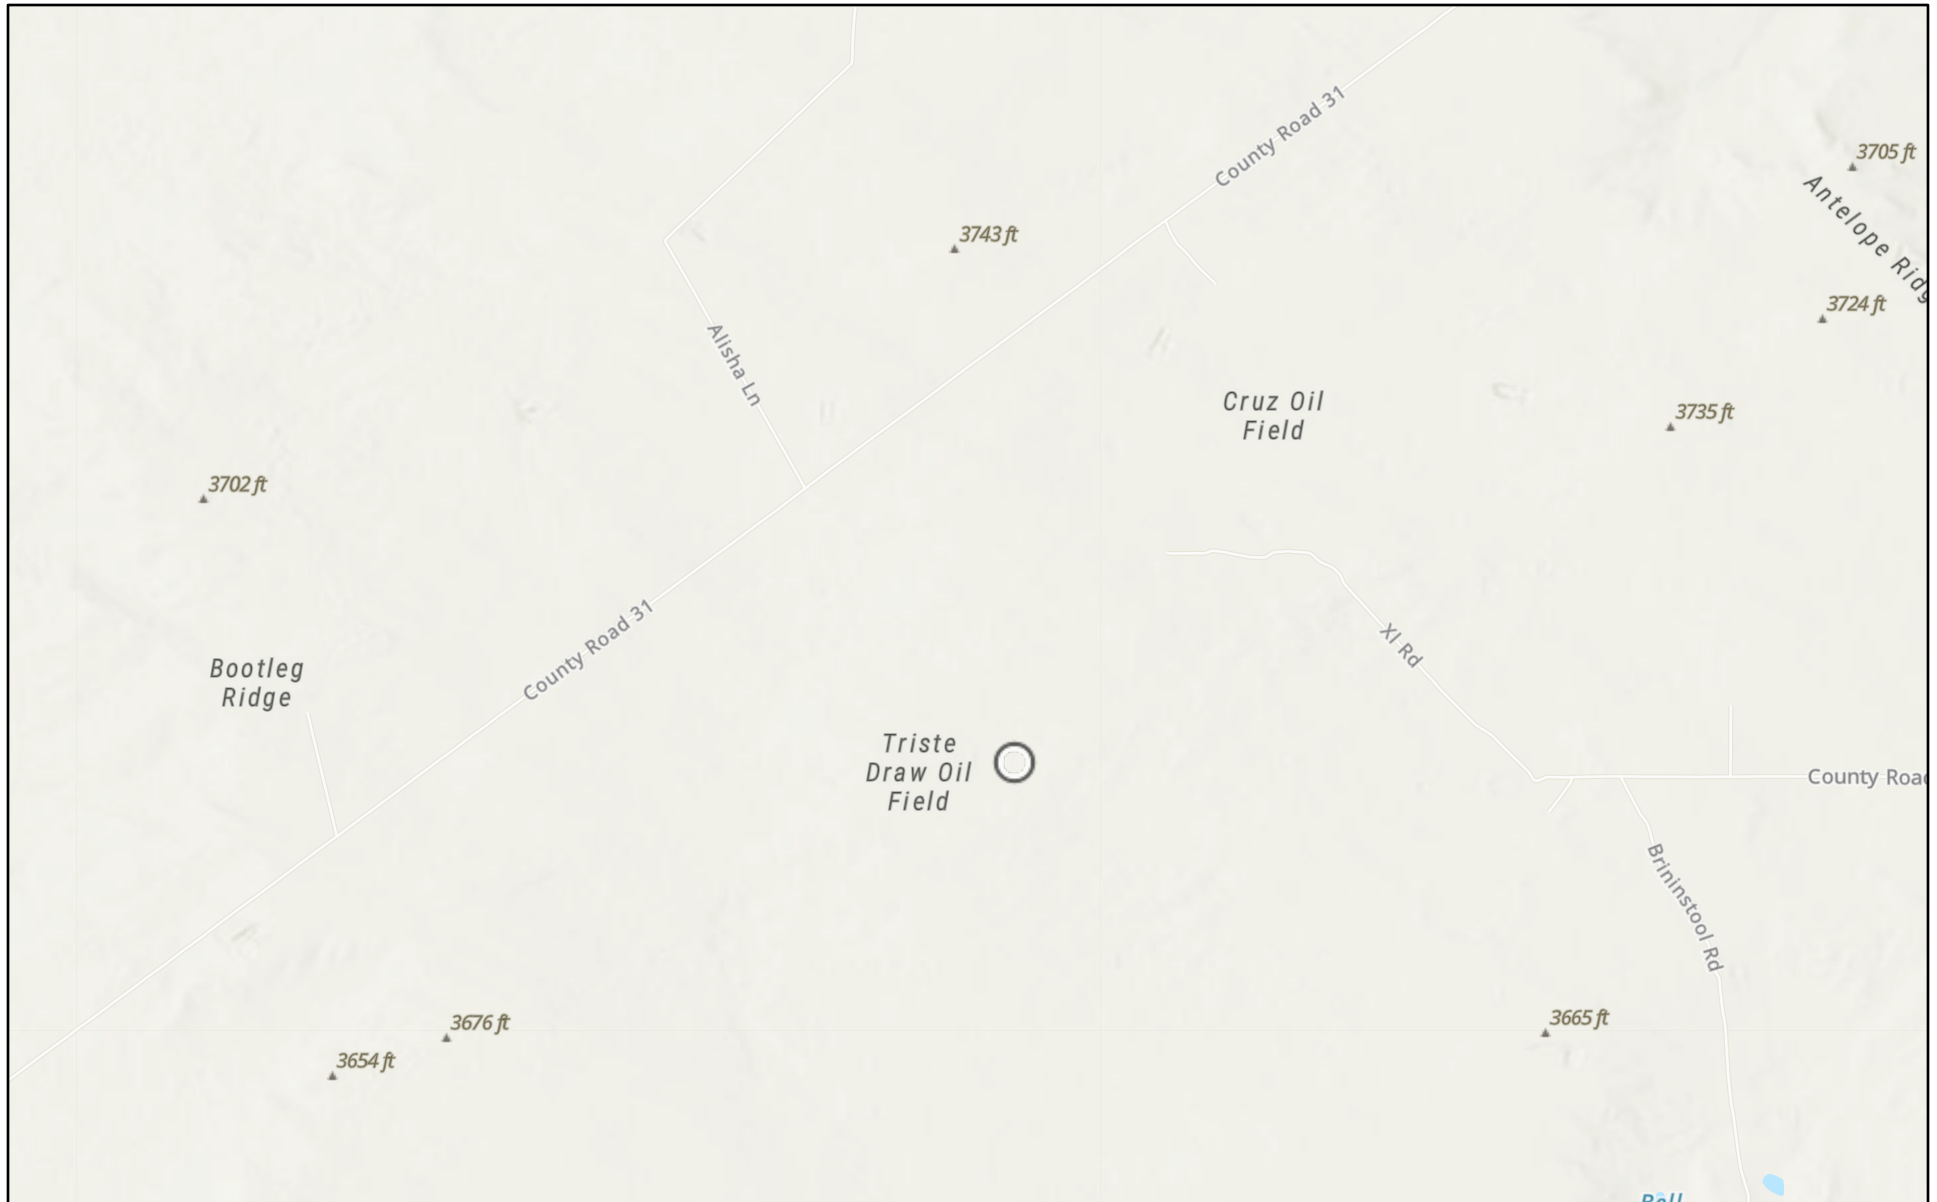 County Road 31
3705 ft
Antelope Ridg
3743 ft
3724 ft
Alisha Ln
Cruz Oil
Field
3735 ft
3702 ft
County Road 31
XI Rd
Bootleg
Ridge
Triste
Draw Oil
Field
County Road
Brininstool Rd
3665 ft
3676 ft
3654 ft
Bell